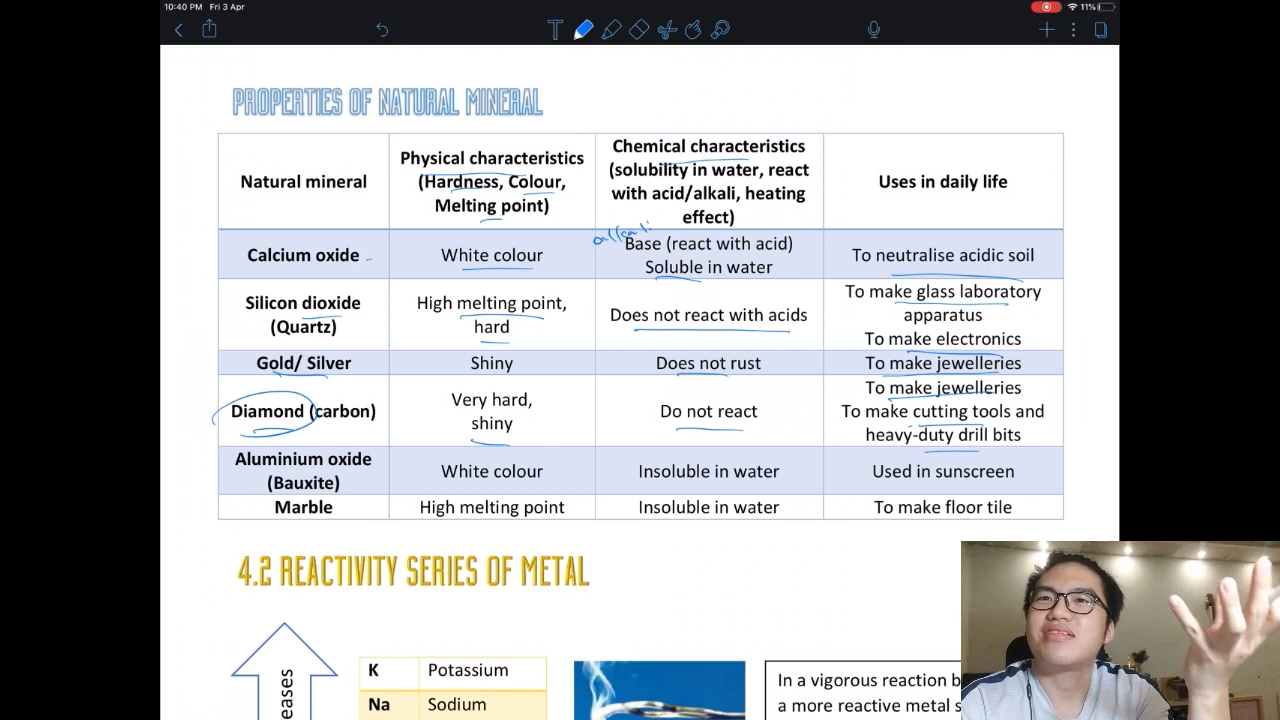 10:40 PM Fri 3 Apr
11%
PROPERTIES OF NATURAL MINERAL
Natural mineral
Physical characteristics
(Hardness, Colour,
Melting point)
Chemical characteristics
(solubility in water, react
with acid/alkali, heating
effect)
Uses in daily life
Calcium oxide
White colour
alkali
Base (react with acid)
Soluble in water
To neutralise acidic soil
Silicon dioxide
(Quartz)
High melting point,
hard
Does not react with acids
To make glass laboratory
apparatus
To make electronics
Gold/ Silver
Shiny
Does not rust
To make jewelleries
Diamond (carbon)
Very hard,
shiny
Do not react
To make jewelleries
To make cutting tools and
heavy-duty drill bits
Aluminium oxide
(Bauxite)
White colour
Insoluble in water
Used in sunscreen
Marble
High melting point
Insoluble in water
To make floor tile
4.2 REACTIVITY SERIES OF METAL
K Potassium
Na Sodium
In a vigorous reaction
a more reactive metal